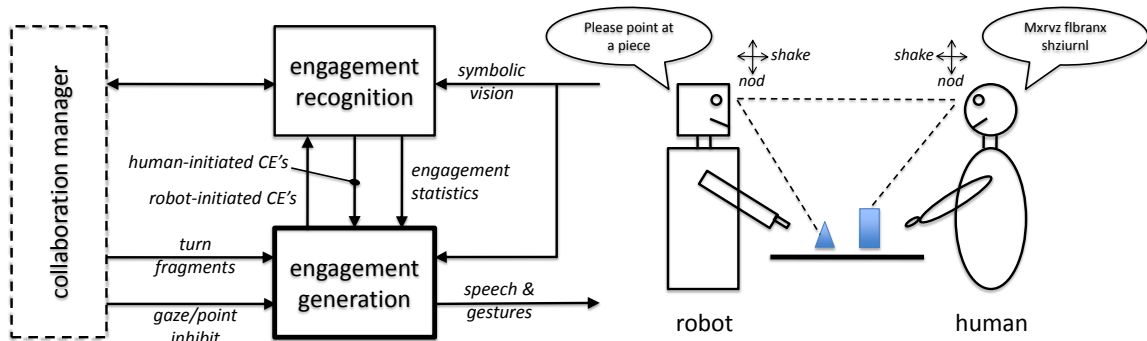 collaboration manager
engagement
recognition
symbolic
vision
human-initiated CE's
robot-initiated CE's
engagement
statistics
turn
fragments
engagement
generation
gaze/point
inhibit
speech &
gestures
Please point at
a piece
shake
nod
shake
nod
Mxrvz flbranx
shziurnl
robot
human